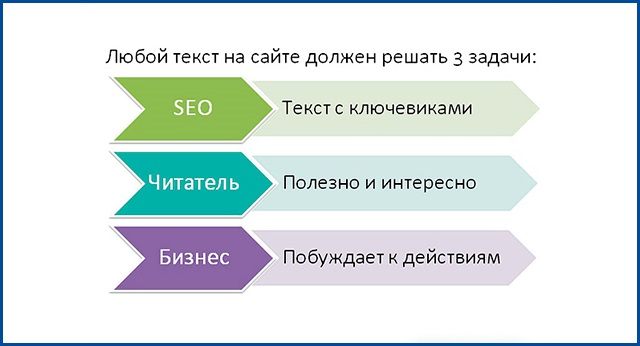 Любой текст на сайте должен решать 3 задачи:
SEO
Текст с ключевиками
Читатель
Полезно и интересно
Бизнес
Побуждает к действиям